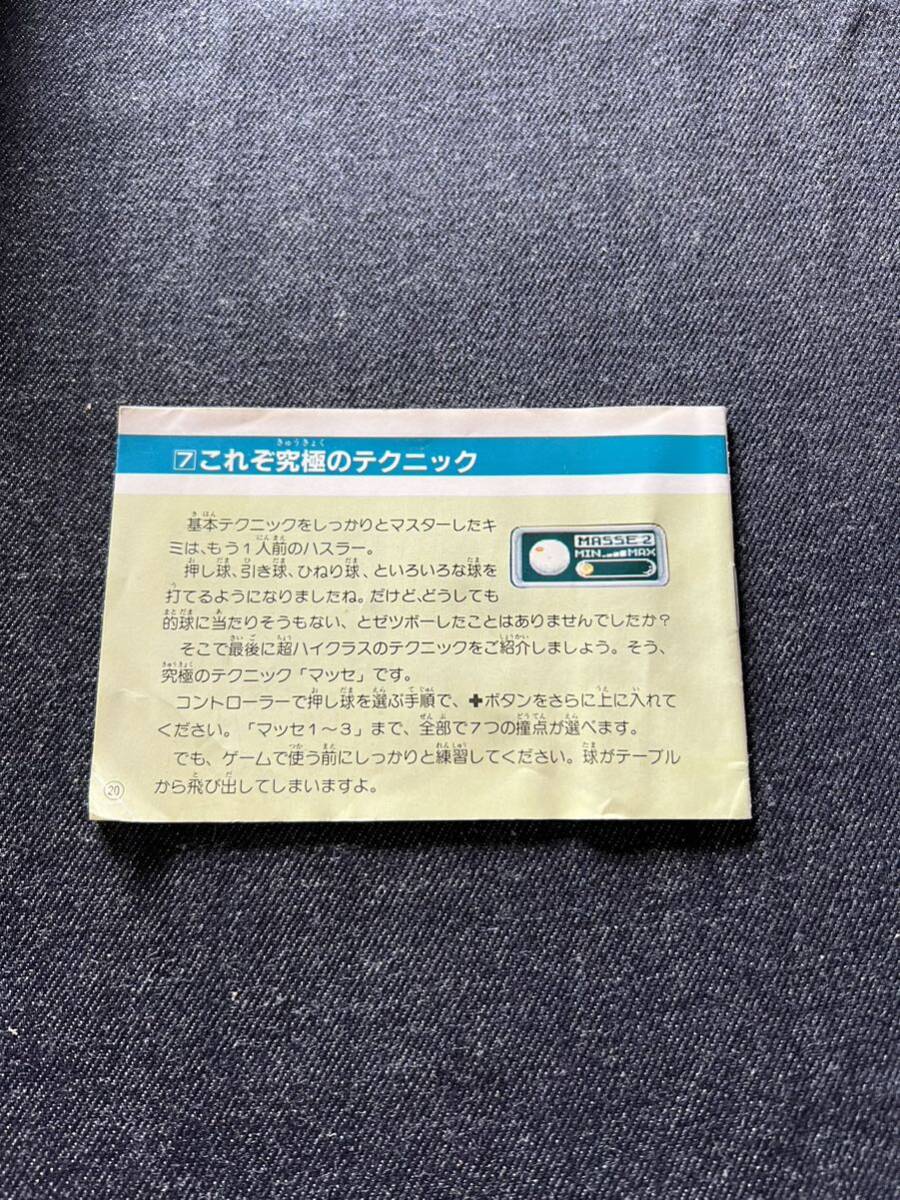 7 これぞ究極のテクニック
きゅうきょく
基本テクニックをしっかりとマスターしたキ
ミは、もう1人前のハスラー。
押し球、引き球、ひねり球、といろいろな球を
打てるようになりましたね。だけど、どうしても
的球に当たりそうもない、とゼツボーしたことはありませんでしたか？
そこで最後に超ハイクラスのテクニックをご紹介しましょう。そう、
究極のテクニック「マッセ」です。
コントローラーで押し球を選ぶ手順で、✚ボタンをさらに上に入れて
ください。「マッセ1～3」まで、全部で7つの撞点が選べます。
でも、ゲームで使う前にしっかりと練習してください。球がテーブル
から飛び出してしまいますよ。
MASSE-2
MIN MAX
20